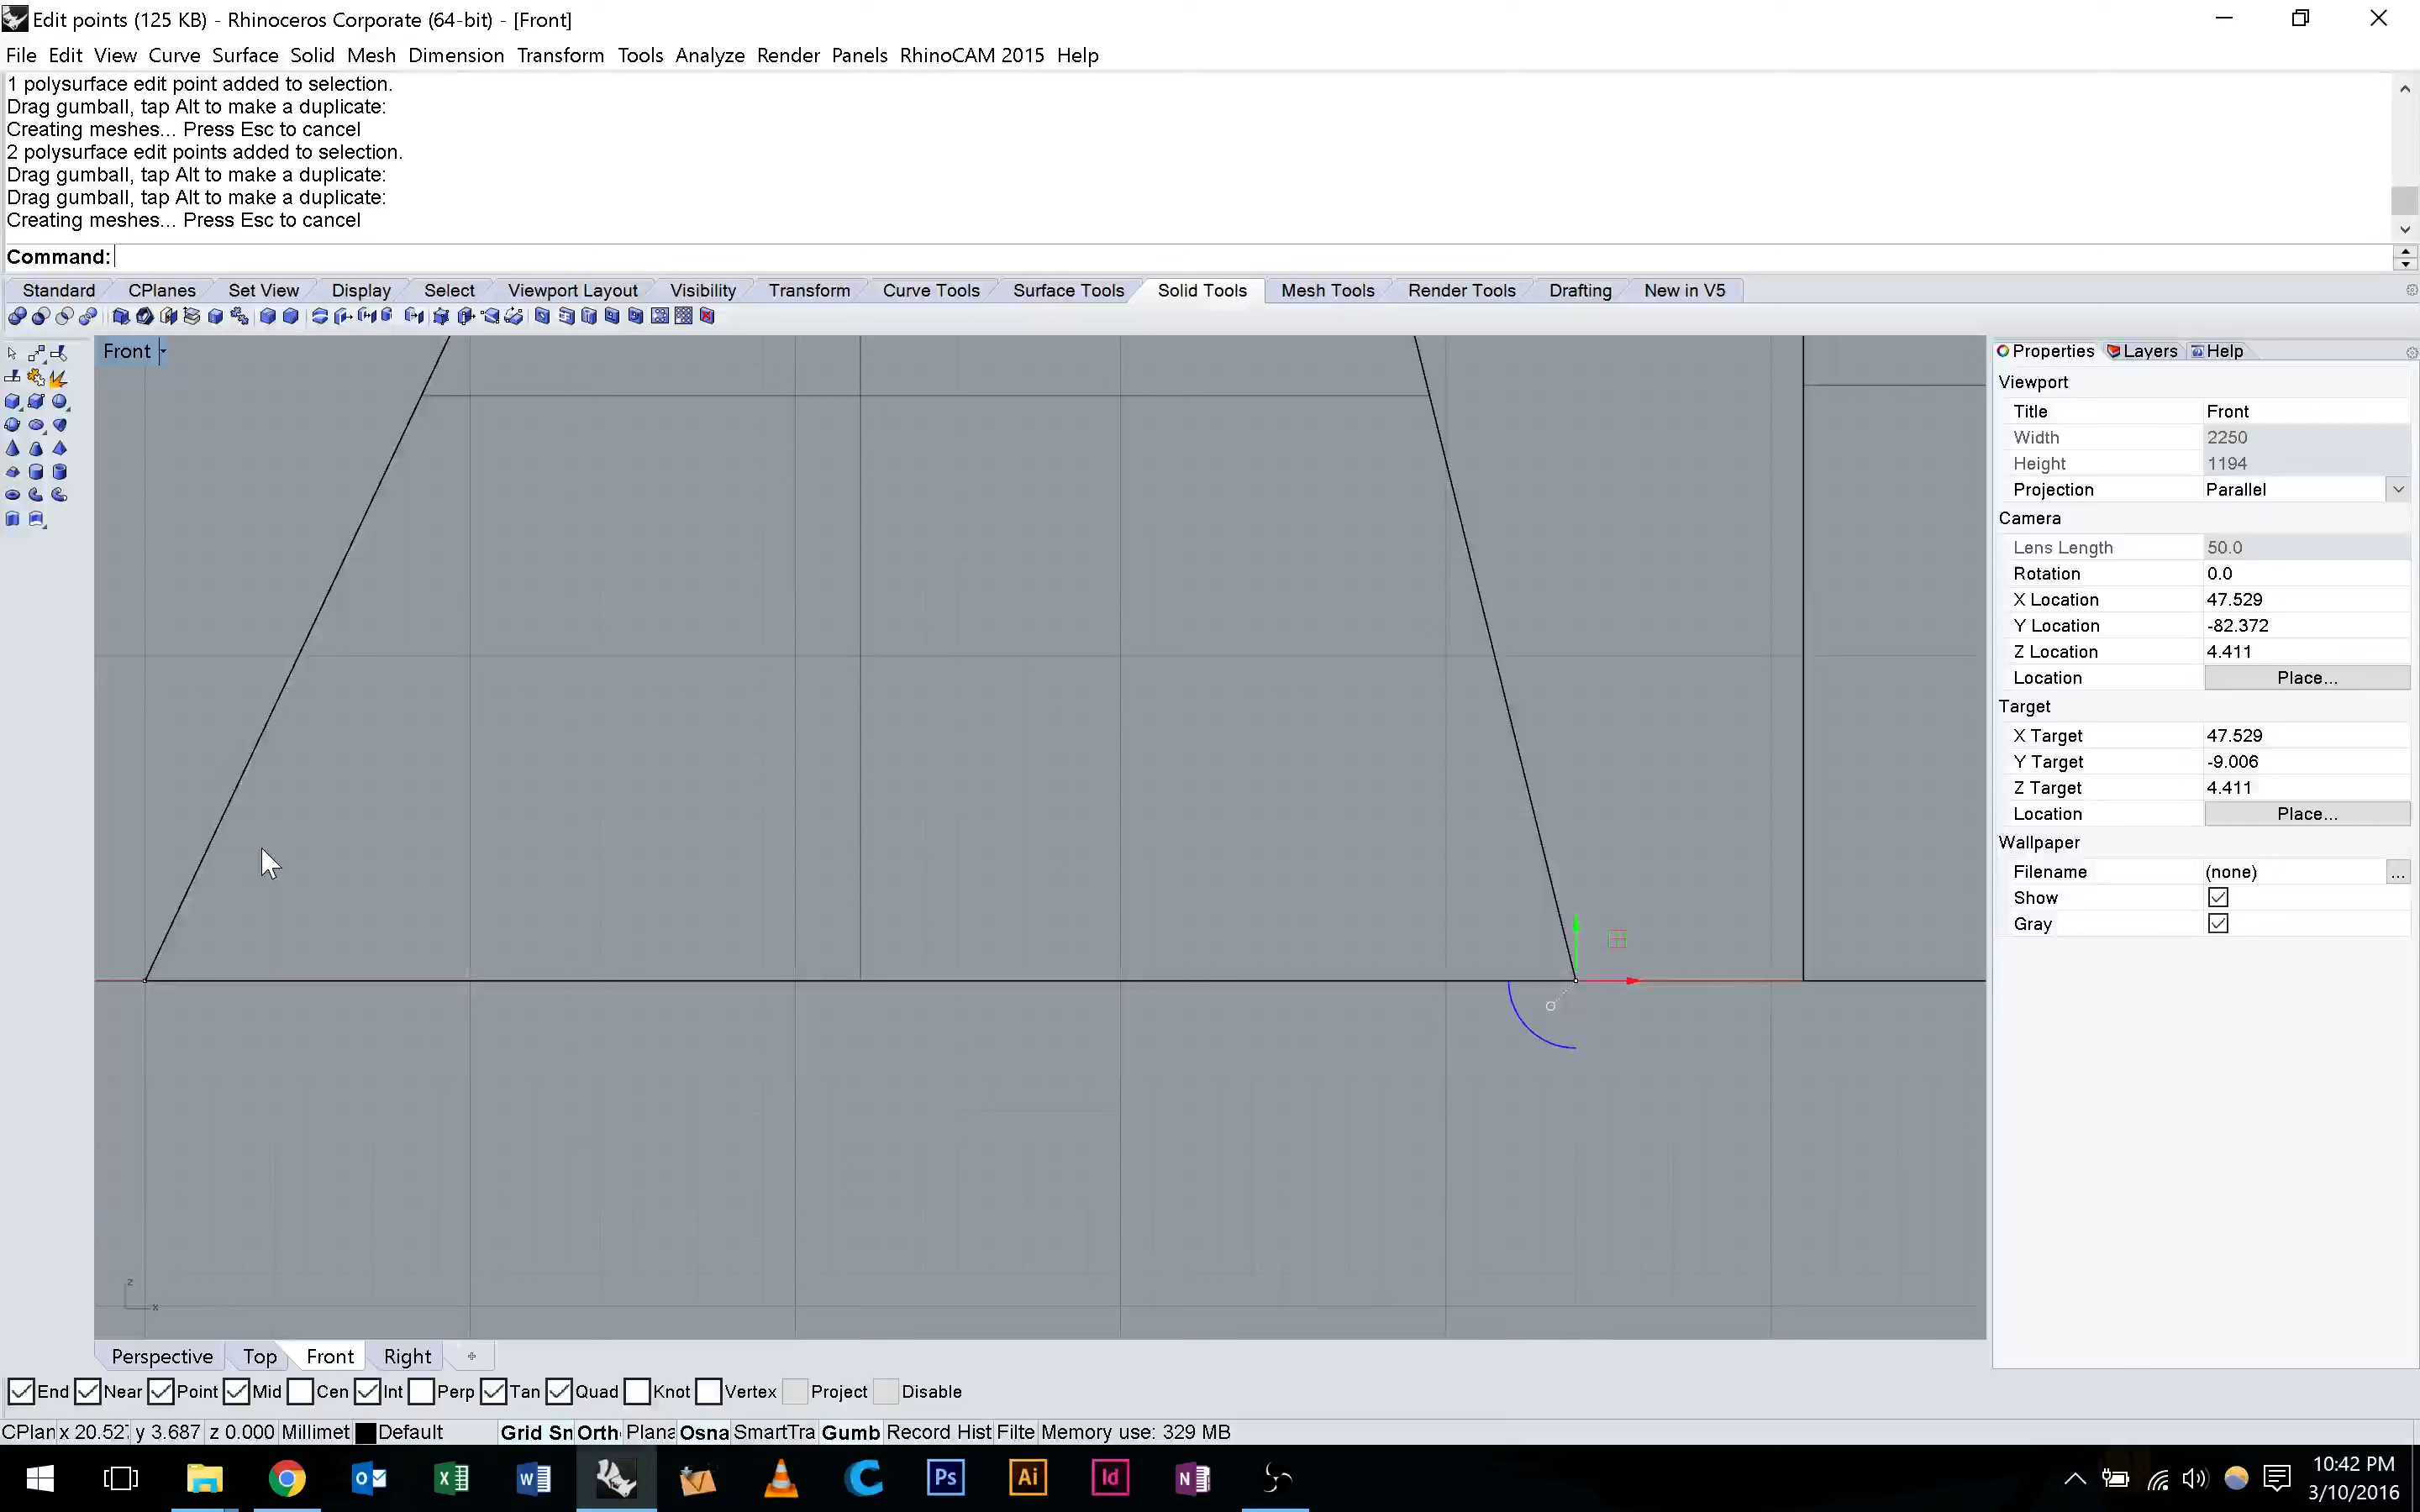 Edit points (125 KB) - Rhinoceros Corporate (64-bit) - [Front]
File Edit View Curve Surface Solid Mesh Dimension Transform Tools Analyze Render Panels RhinoCAM 2015 Help
1 polysurface edit point added to selection.
Drag gumball, tap Alt to make a duplicate:
Creating meshes... Press Esc to cancel
2 polysurface edit points added to selection.
Drag gumball, tap Alt to make a duplicate:
Drag gumball, tap Alt to make a duplicate:
Creating meshes... Press Esc to cancel
Command:
Standard CPlanes Set View Display Select Viewport Layout Visibility Transform Curve Tools Surface Tools Solid Tools Mesh Tools Render Tools Drafting New in V5
Front
Properties Layers Help
Viewport
Title Front
Width 2250
Height 1194
Projection Parallel
Camera
Lens Length 50.0
Rotation 0.0
X Location 47.529
Y Location -82.372
Z Location 4.411
Location Place...
Target
X Target 47.529
Y Target -9.006
Z Target 4.411
Location Place...
Wallpaper
Filename (none) ...
Show
Gray
z
x
Perspective Top Front Right
End Near Point Mid Cen Int Perp Tan Quad Knot Vertex Project Disable
CPlan x 20.527 y 3.687 z 0.000 Millimet Default Grid Sn Orth Plana Osna SmartTra Gumb Record Hist Filte Memory use: 329 MB
10:42 PM
3/10/2016